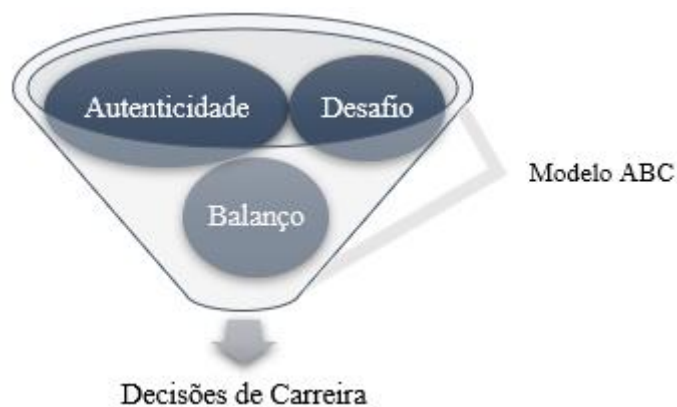 Autenticidade
Desafio
Balanço
Modelo ABC
Decisões de Carreira